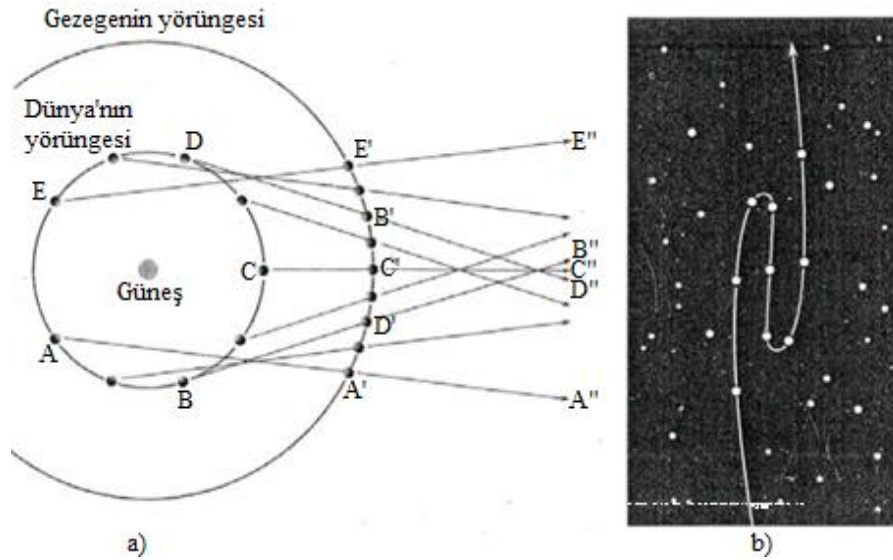 Gezegenin yörüngesi
Dünya'nın
yörüngesi
D
E'
E''
E
B'
B''
C
C'
C''
Güneş
D''
D'
A
B
A'
A''
a)
b)